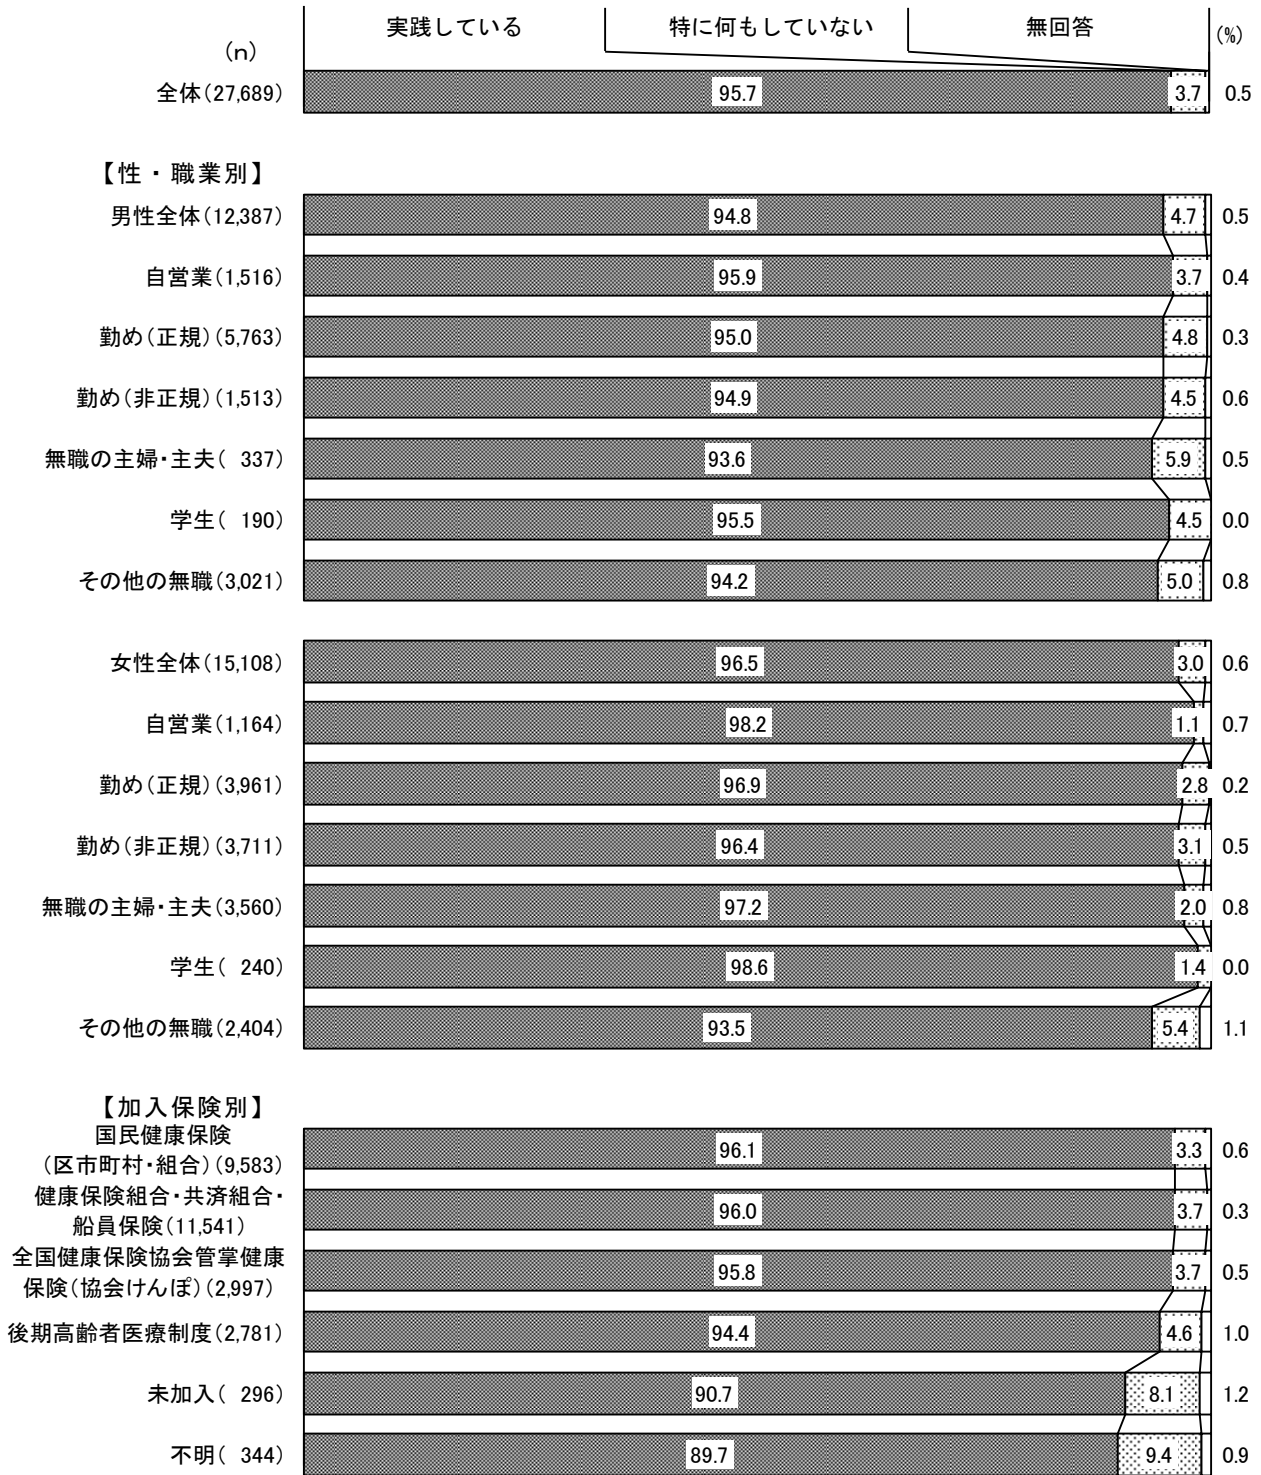 実践している 特に何もしていない 無回答 (%)
(n)
全体(27,689) 95.7 3.7 0.5
【性・職業別】
男性全体(12,387) 94.8 4.7 0.5
自営業(1,516) 95.9 3.7 0.4
勤め(正規)(5,763) 95.0 4.8 0.3
勤め(非正規)(1,513) 94.9 4.5 0.6
無職の主婦・主夫( 337) 93.6 5.9 0.5
学生( 190) 95.5 4.5 0.0
その他の無職(3,021) 94.2 5.0 0.8
女性全体(15,108) 96.5 3.0 0.6
自営業(1,164) 98.2 1.1 0.7
勤め(正規)(3,961) 96.9 2.8 0.2
勤め(非正規)(3,711) 96.4 3.1 0.5
無職の主婦・主夫(3,560) 97.2 2.0 0.8
学生( 240) 98.6 1.4 0.0
その他の無職(2,404) 93.5 5.4 1.1
【加入保険別】
国民健康保険
(区市町村・組合)(9,583) 96.1 3.3 0.6
健康保険組合・共済組合・
船員保険(11,541) 96.0 3.7 0.3
全国健康保険協会管掌健康
保険(協会けんぽ)(2,997) 95.8 3.7 0.5
後期高齢者医療制度(2,781) 94.4 4.6 1.0
未加入( 296) 90.7 8.1 1.2
不明( 344) 89.7 9.4 0.9